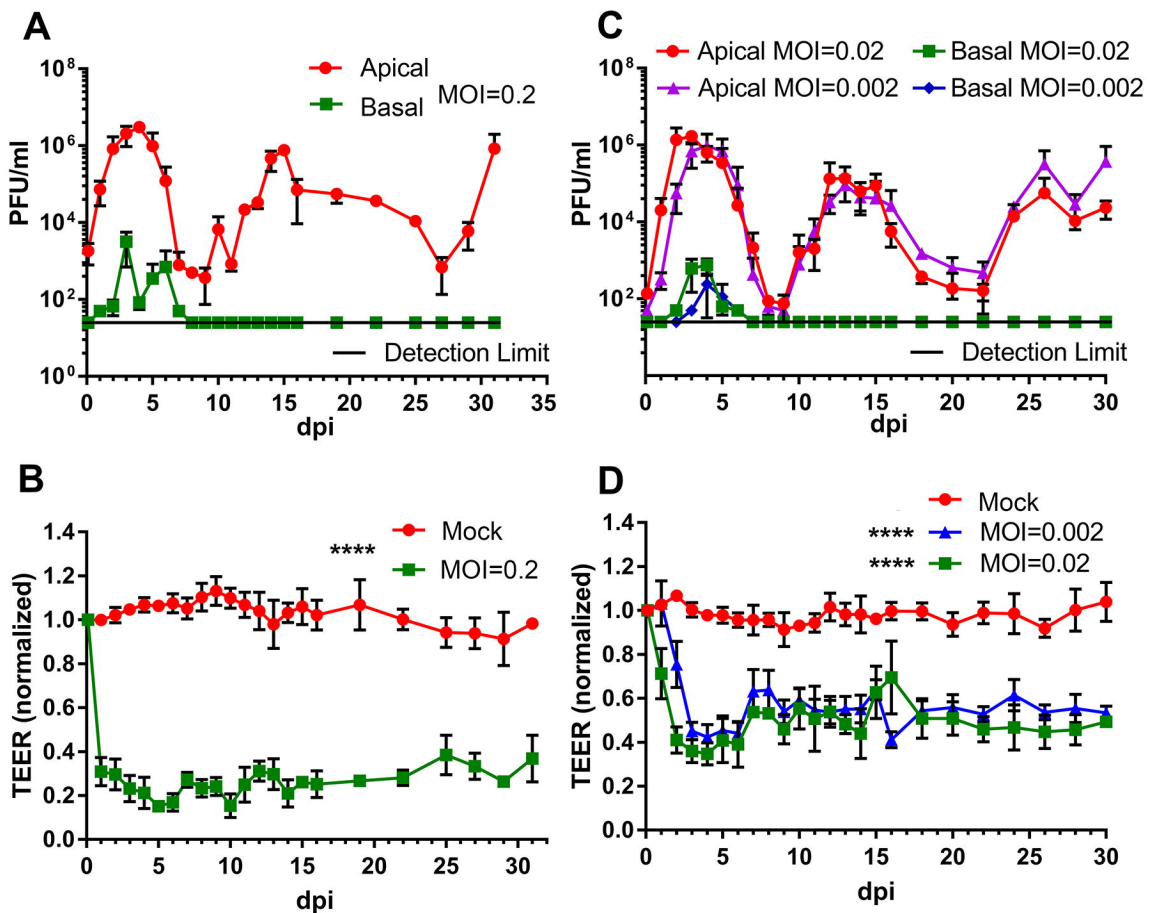 A
Apical
Basal
MOI=0.2
PFU/ml
10⁸
10⁶
10⁴
10²
10⁰
Detection Limit
0 5 10 15 20 25 30 35
dpi
C
Apical MOI=0.02
Basal MOI=0.02
Apical MOI=0.002
Basal MOI=0.002
PFU/ml
10⁸
10⁶
10⁴
10²
Detection Limit
0 5 10 15 20 25 30
dpi
B
Mock
****
MOI=0.2
TEER (normalized)
1.4
1.2
1.0
0.8
0.6
0.4
0.2
0.0
0 5 10 15 20 25 30
dpi
D
Mock
**** MOI=0.002
**** MOI=0.02
TEER (normalized)
1.4
1.2
1.0
0.8
0.6
0.4
0.2
0.0
0 5 10 15 20 25 30
dpi